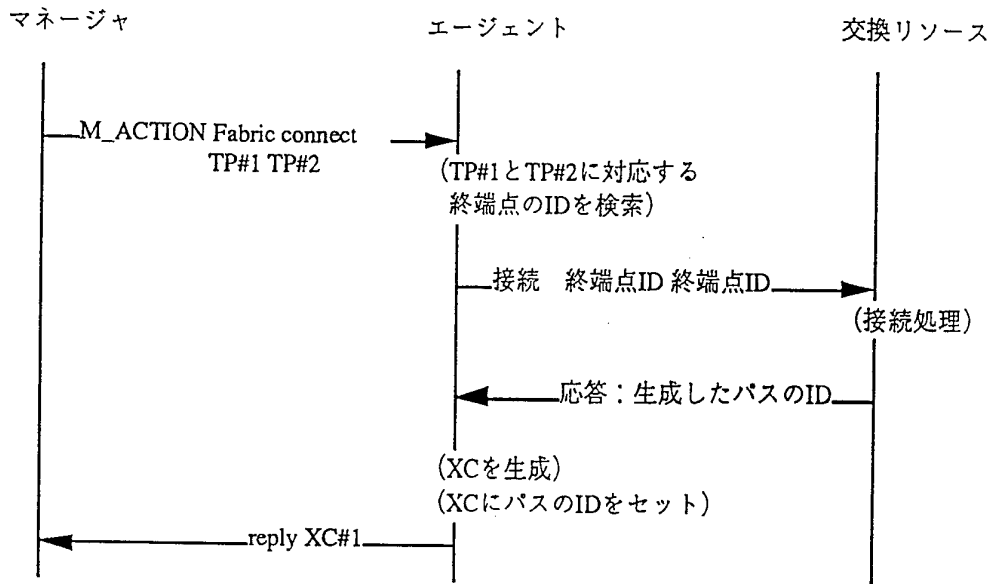 マネージャ
エージェント
交換リソース
M_ACTION Fabric connect
TP#1 TP#2
(TP#1とTP#2に対応する
終端点のIDを検索)
接続 終端点ID 終端点ID
(接続処理)
応答：生成したパスのID
(XCを生成)
(XCにパスのIDをセット)
reply XC#1